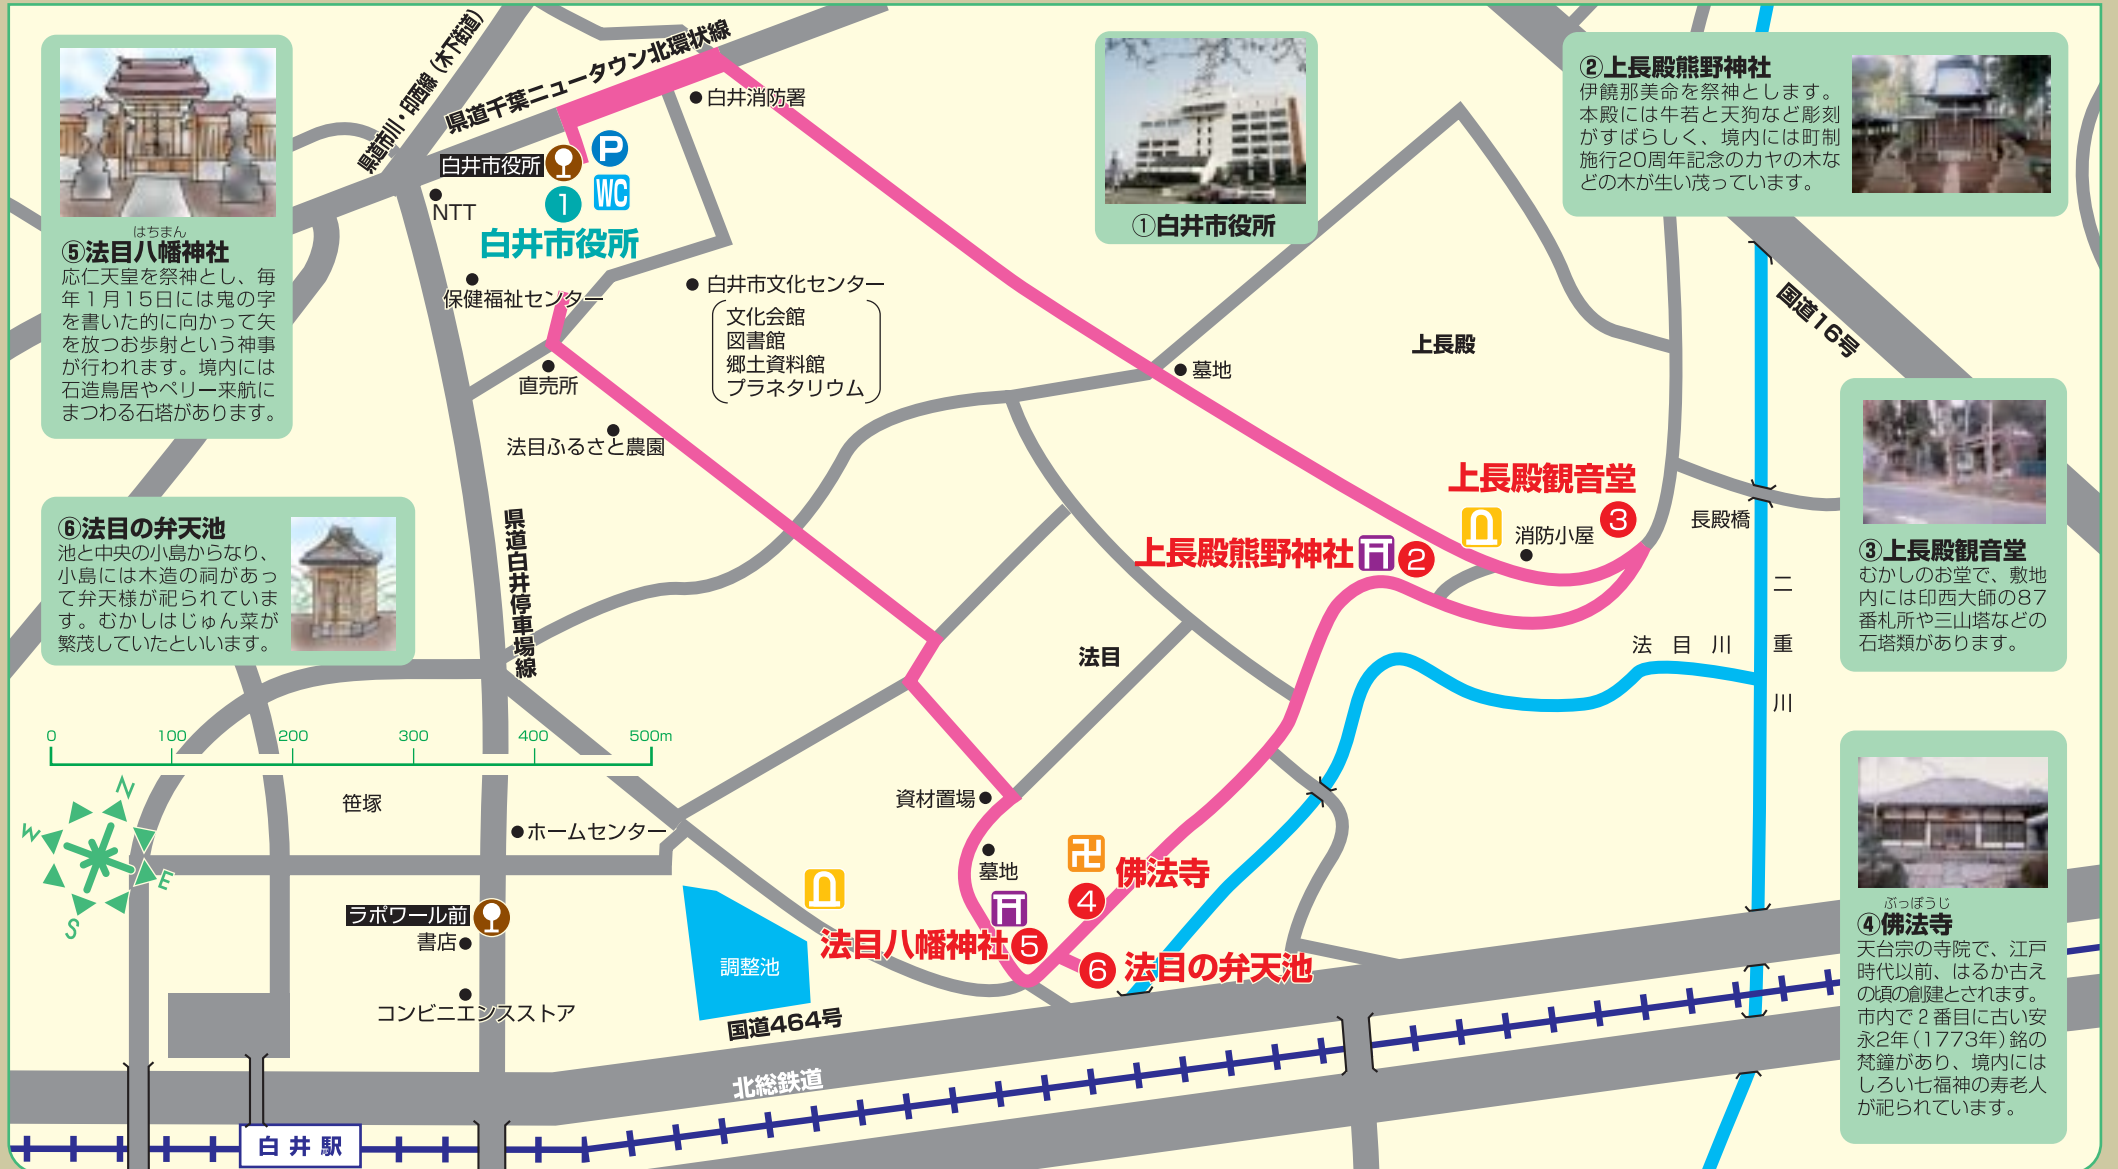 はちまん
⑤法目八幡神社
応仁天皇を祭神とし、毎
年1月15日には鬼の字
を書いた的に向かって矢
を放つお歩射という神事
が行われます。境内には
石造鳥居やペリー来航に
まつわる石塔があります。
⑥法目の弁天池
池と中央の小島からなり、
小島には木造の祠があっ
て弁天様が祀られていま
す。むかしはじゅん菜が
繁茂していたといいます。
県道市川・印西線(木下街道)
県道千葉ニュータウン北環状線
白井消防署
白井市役所
P
WC
1
NTT
白井市役所
保健福祉センター
白井市文化センター
文化会館
図書館
郷土資料館
プラネタリウム
直売所
法目ふるさと農園
県道白井停車場線
①白井市役所
②上長殿熊野神社
伊饒那美命を祭神とします。
本殿には牛若と天狗など彫刻
がすばらしく、境内には町制
施行20周年記念のカヤの木な
どの木が生い茂っています。
国道16号
上長殿
墓地
上長殿観音堂
3
消防小屋
上長殿熊野神社
2
長殿橋
二重川
法目川
法目
③上長殿観音堂
むかしのお堂で、敷地
内には印西大師の87
番札所や三山塔などの
石塔類があります。
0 100 200 300 400 500m
N
W
E
S
笹塚
ホームセンター
資材置場
墓地
佛法寺
4
法目八幡神社
5
6
法目の弁天池
ラポワール前
書店
コンビニエンスストア
調整池
国道464号
北総鉄道
白井駅
ぶっぽうじ
④佛法寺
天台宗の寺院で、江戸
時代以前、はるか古え
の頃の創建とされます。
市内で2番目に古い安
永2年(1773年)銘の
梵鐘があり、境内には
しろい七福神の寿老人
が祀られています。